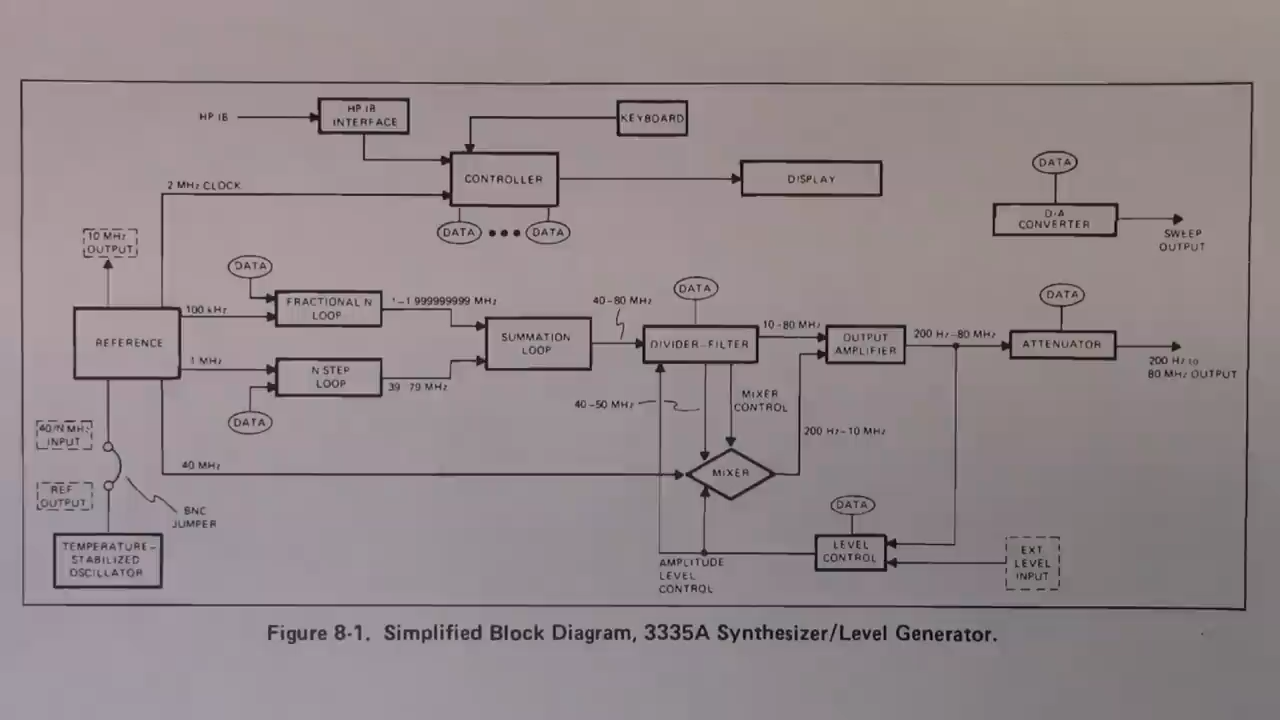 HP IB
HP IB
INTERFACE
KEYBOARD
CONTROLLER
DISPLAY
DATA
D/A
CONVERTER
SWEEP
OUTPUT
2 MHz CLOCK
DATA ••• DATA
10 MHz
OUTPUT
DATA
FRACTIONAL N
LOOP
1–1 999999999 MHz
100 kHz
REFERENCE
1 MHz
N STEP
LOOP
39 79 MHz
DATA
SUMMATION
LOOP
40–80 MHz
DATA
DIVIDER–FILTER
10–80 MHz
OUTPUT
AMPLIFIER
200 Hz–80 MHz
DATA
ATTENUATOR
200 Hz to
80 MHz OUTPUT
40–50 MHz
MIXER
CONTROL
200 Hz–10 MHz
40/N MHz
INPUT
40 MHz
MIXER
REF
OUTPUT
BNC
JUMPER
TEMPERATURE–
STABILIZED
OSCILLATOR
DATA
LEVEL
CONTROL
AMPLITUDE
LEVEL
CONTROL
EXT
LEVEL
INPUT
Figure 8-1. Simplified Block Diagram, 3335A Synthesizer/Level Generator.